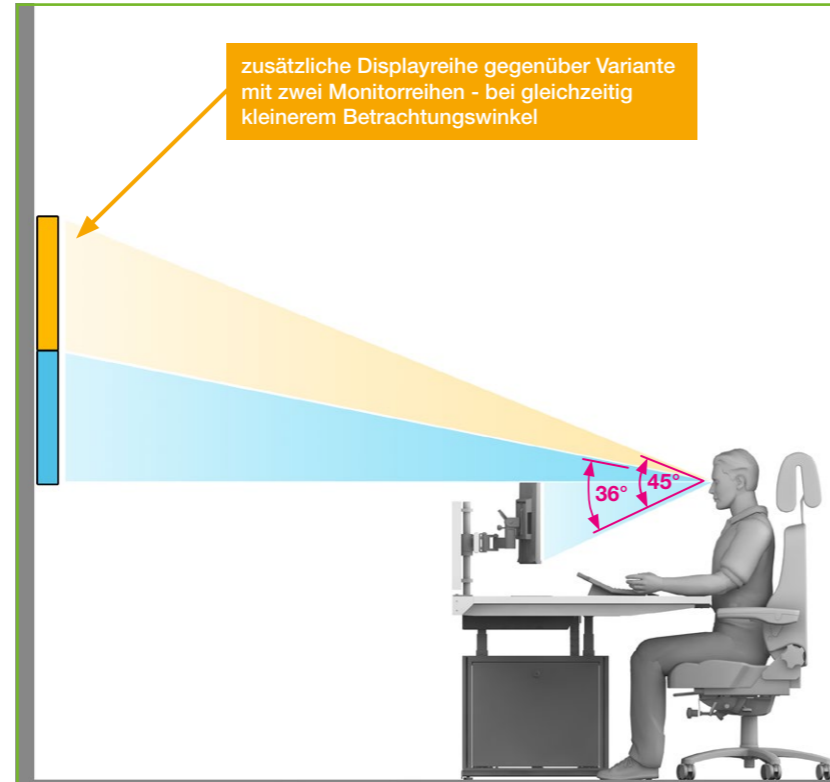 zusätzliche Displayreihe gegenüber Variante
mit zwei Monitorreihen - bei gleichzeitig
kleinerem Betrachtungswinkel
36°
45°